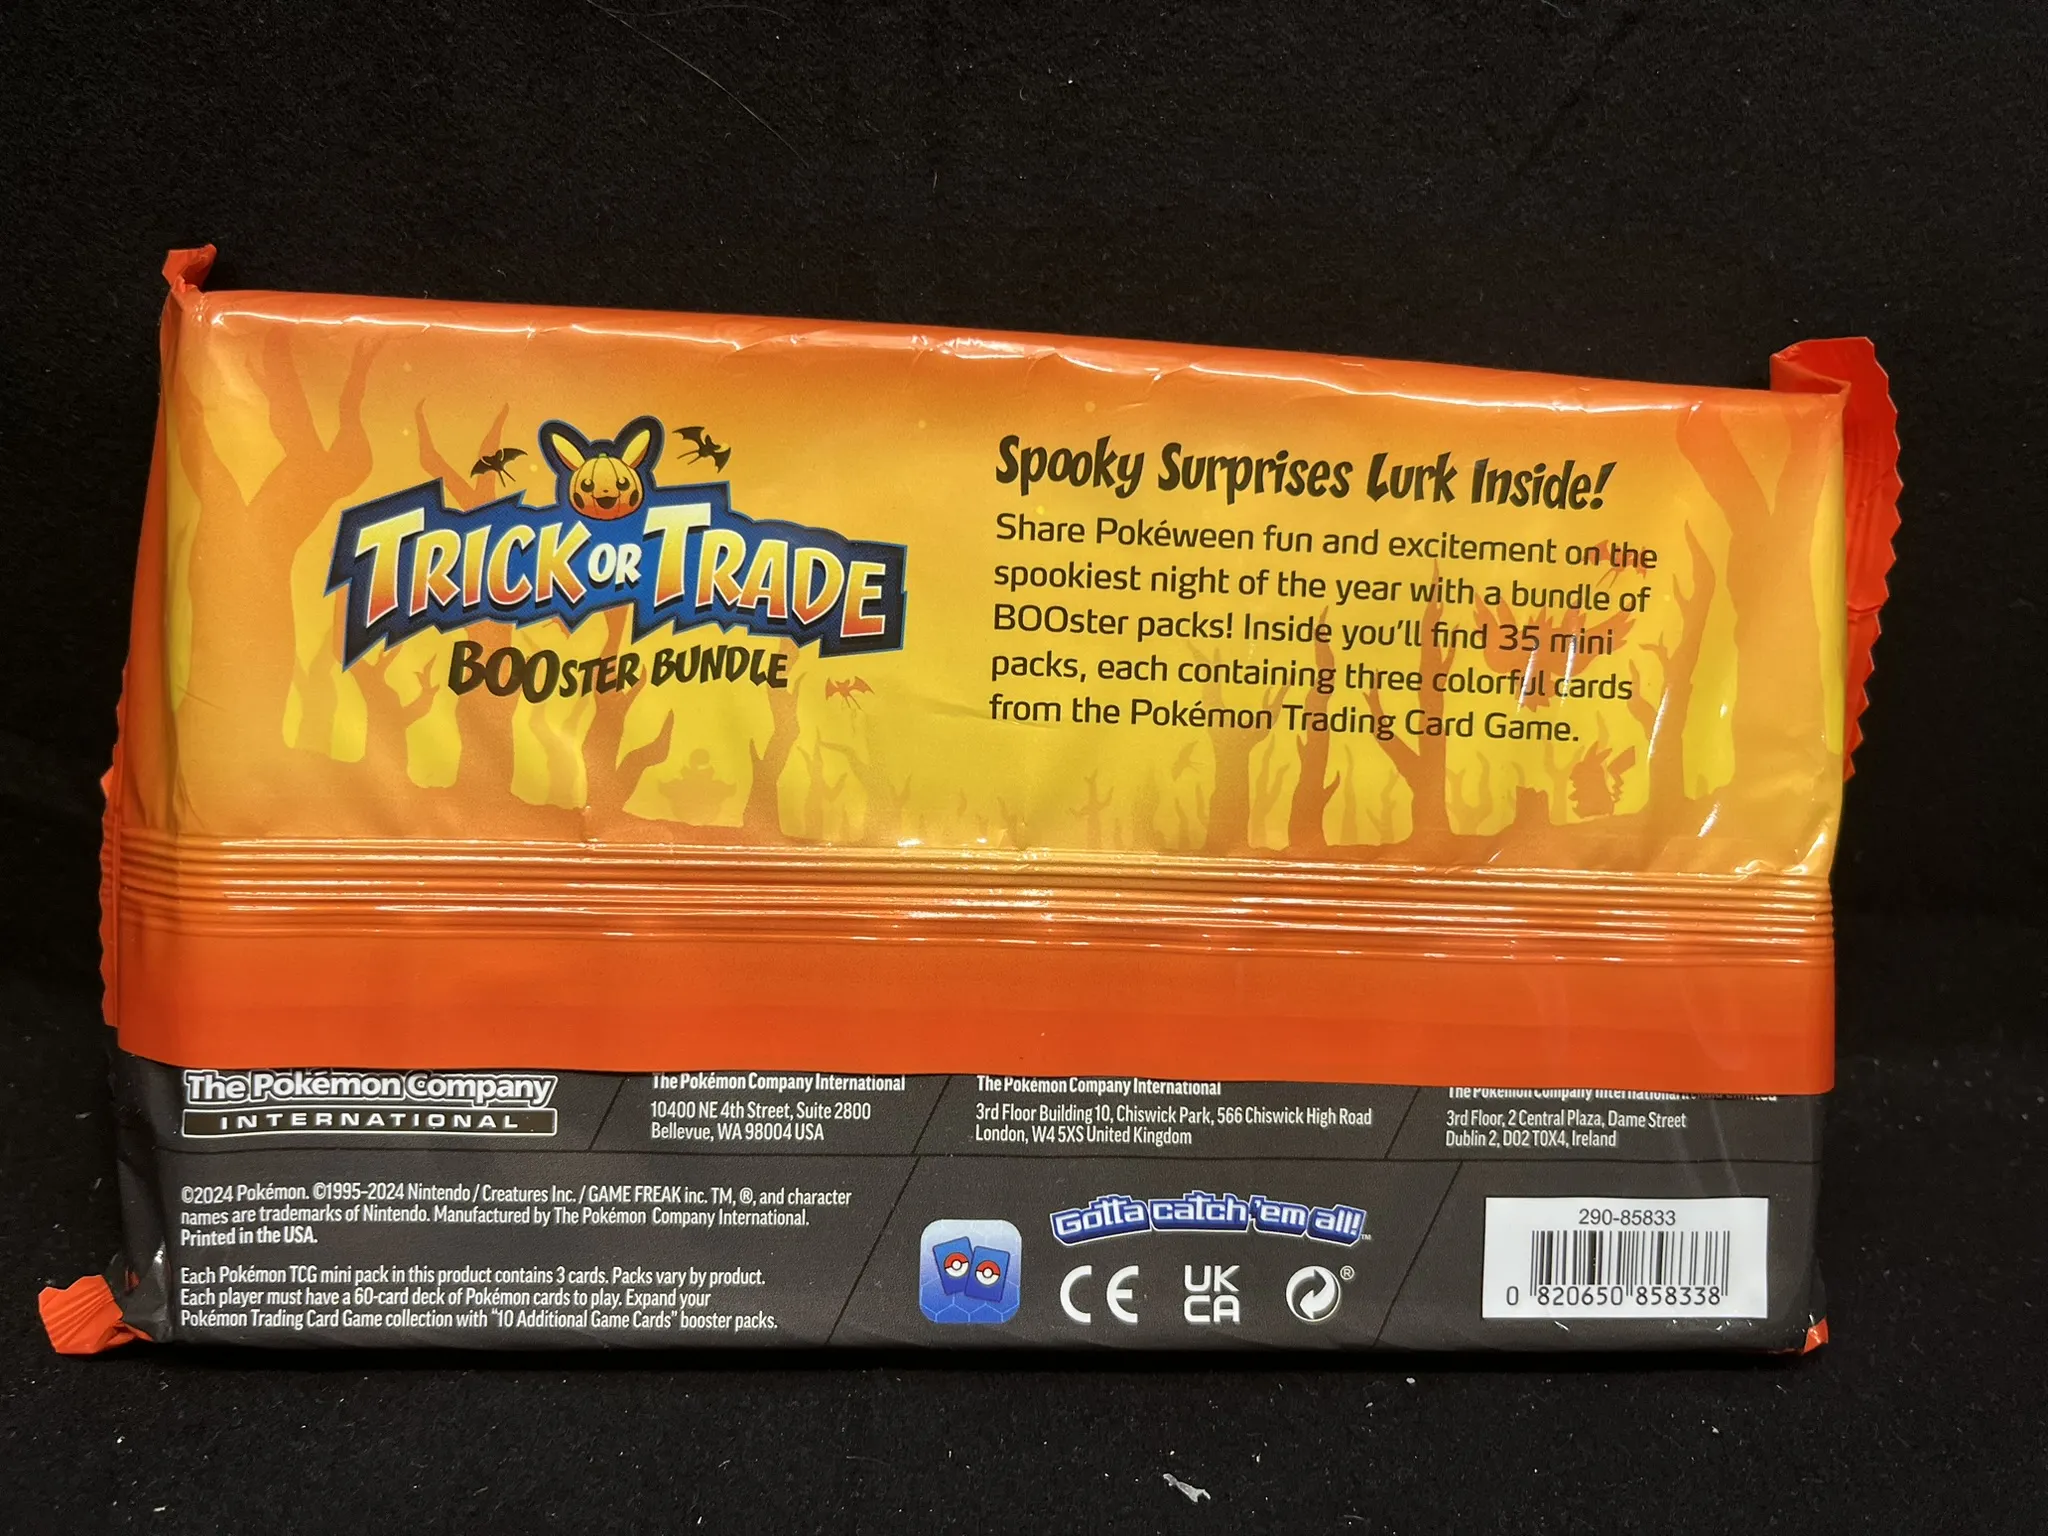 TRICK OR TRADE
BOOSTER BUNDLE
Spooky Surprises Lurk Inside!
Share Pokéween fun and excitement on the
spookiest night of the year with a bundle of
BOOster packs! Inside you'll find 35 mini
packs, each containing three colorful cards
from the Pokémon Trading Card Game.
The Pokémon Company
INTERNATIONAL
The Pokémon Company International
10400 NE 4th Street, Suite 2800
Bellevue, WA 98004 USA
The Pokémon Company International
3rd Floor Building 10, Chiswick Park, 566 Chiswick High Road
London, W4 5XS United Kingdom
The Pokémon Company International
3rd Floor, 2 Central Plaza, Dame Street
Dublin 2, D02 T0X4, Ireland
©2024 Pokémon. ©1995–2024 Nintendo / Creatures Inc. / GAME FREAK inc. TM, ®, and character
names are trademarks of Nintendo. Manufactured by The Pokémon Company International.
Printed in the USA.
Each Pokémon TCG mini pack in this product contains 3 cards. Packs vary by product.
Each player must have a 60-card deck of Pokémon cards to play. Expand your
Pokémon Trading Card Game collection with "10 Additional Game Cards" booster packs.
Gotta catch 'em all!™
CE
UK
CA
®
290-85833
0 820650 858338